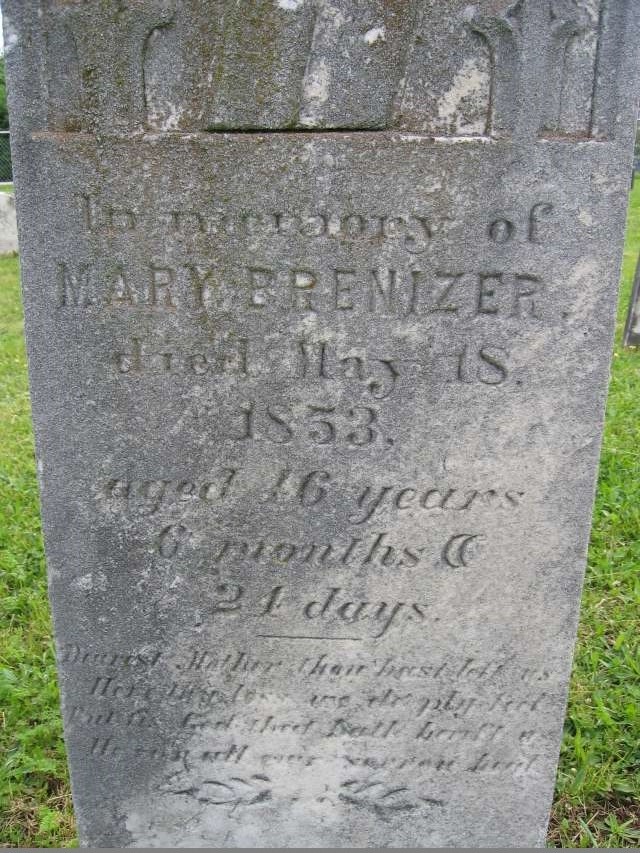 In memory of
MARY BRENIZER.
died May 18,
1853,
aged 46 years
6 months &
24 days.
Dearest Mother thou hast left us
Here thy loss we deeply feel
But 'tis God that hath bereft us
He can all our sorrow heal